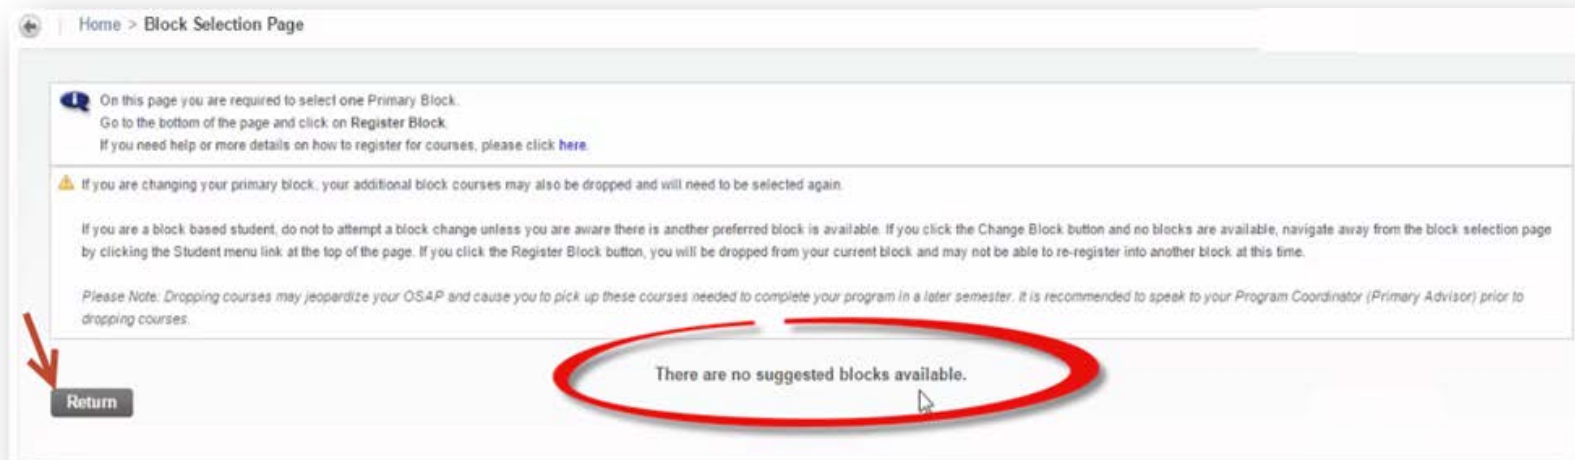 Home > Block Selection Page
On this page you are required to select one Primary Block.
Go to the bottom of the page and click on Register Block.
If you need help or more details on how to register for courses, please click here.
If you are changing your primary block, your additional block courses may also be dropped and will need to be selected again.
If you are a block based student, do not to attempt a block change unless you are aware there is another preferred block is available. If you click the Change Block button and no blocks are available, navigate away from the block selection page
by clicking the Student menu link at the top of the page. If you click the Register Block button, you will be dropped from your current block and may not be able to re-register into another block at this time.
Please Note: Dropping courses may jeopardize your OSAP and cause you to pick up these courses needed to complete your program in a later semester. It is recommended to speak to your Program Coordinator (Primary Advisor) prior to
dropping courses.
There are no suggested blocks available.
Return